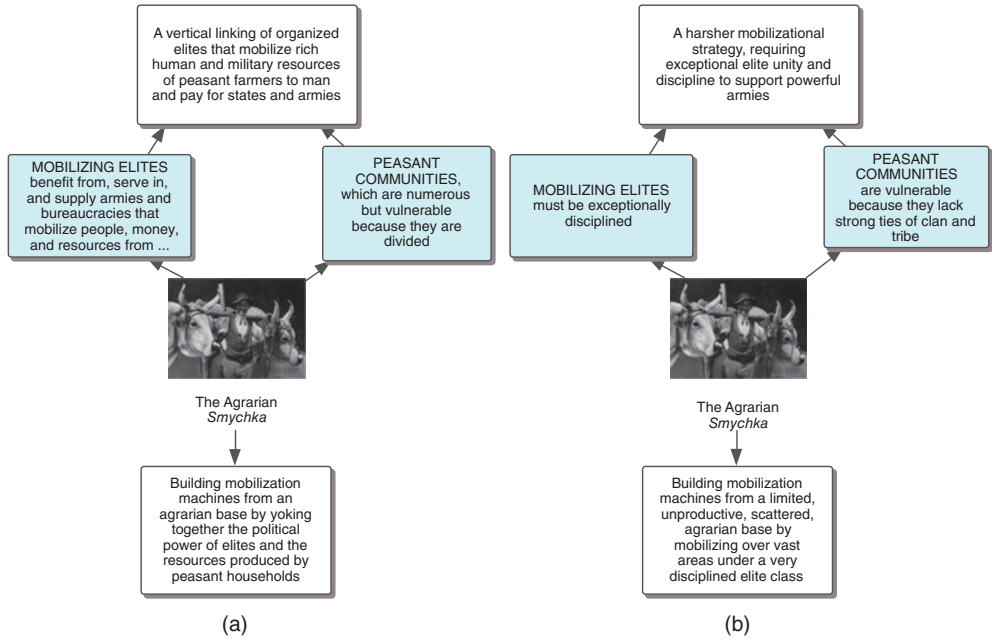 A vertical linking of organized
elites that mobilize rich
human and military resources
of peasant farmers to man
and pay for states and armies
MOBILIZING ELITES
benefit from, serve in,
and supply armies and
bureaucracies that
mobilize people, money,
and resources from ...
PEASANT
COMMUNITIES,
which are numerous
but vulnerable
because they are
divided
The Agrarian
Smychka
Building mobilization
machines from an
agrarian base by yoking
together the political
power of elites and the
resources produced by
peasant households
(a)
A harsher mobilizational
strategy, requiring
exceptional elite unity and
discipline to support powerful
armies
MOBILIZING ELITES
must be exceptionally
disciplined
PEASANT
COMMUNITIES
are vulnerable
because they lack
strong ties of clan and
tribe
The Agrarian
Smychka
Building mobilization
machines from a limited,
unproductive, scattered,
agrarian base by
mobilizing over vast
areas under a very
disciplined elite class
(b)